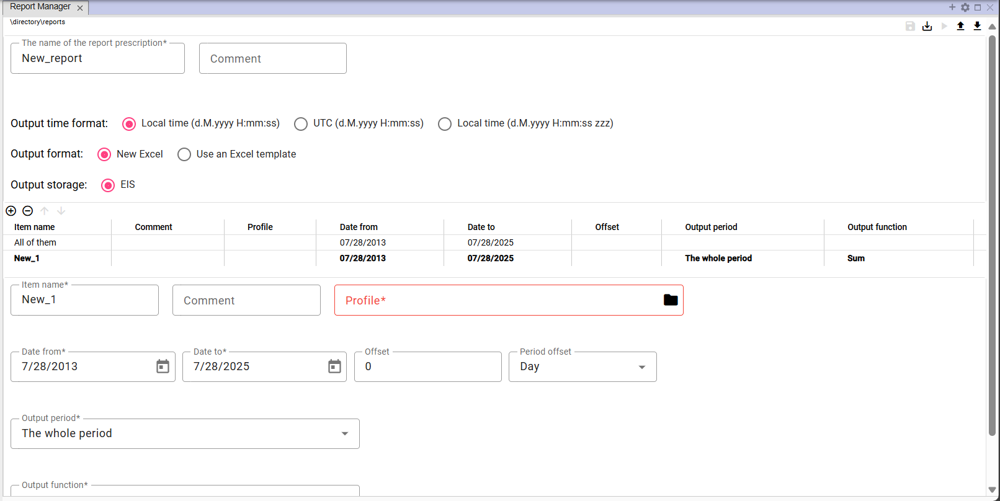 Report Manager
\directory\reports
The name of the report prescription*
New_report
Comment
Output time format: Local time (d.M.yyyy H:mm:ss) UTC (d.M.yyyy H:mm:ss) Local time (d.M.yyyy H:mm:ss zzz)
Output format: New Excel Use an Excel template
Output storage: EIS
Item name Comment Profile Date from Date to Offset Output period Output function
All of them 07/28/2013 07/28/2025
New_1 07/28/2013 07/28/2025 The whole period Sum
Item name*
New_1 Comment Profile*
Date from* Date to* Offset Period offset
7/28/2013 7/28/2025 0 Day
Output period*
The whole period
Output function*